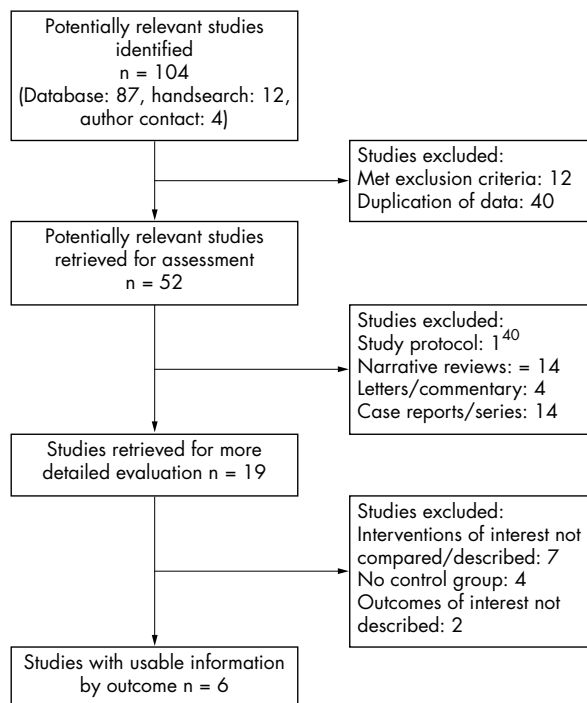 Potentially relevant studies
identified
n = 104
(Database: 87, handsearch: 12,
author contact: 4)
Studies excluded:
Met exclusion criteria: 12
Duplication of data: 40
Potentially relevant studies
retrieved for assessment
n = 52
Studies excluded:
Study protocol: 1⁴⁰
Narrative reviews: = 14
Letters/commentary: 4
Case reports/series: 14
Studies retrieved for more
detailed evaluation n = 19
Studies excluded:
Interventions of interest not
compared/described: 7
No control group: 4
Outcomes of interest not
described: 2
Studies with usable information
by outcome n = 6